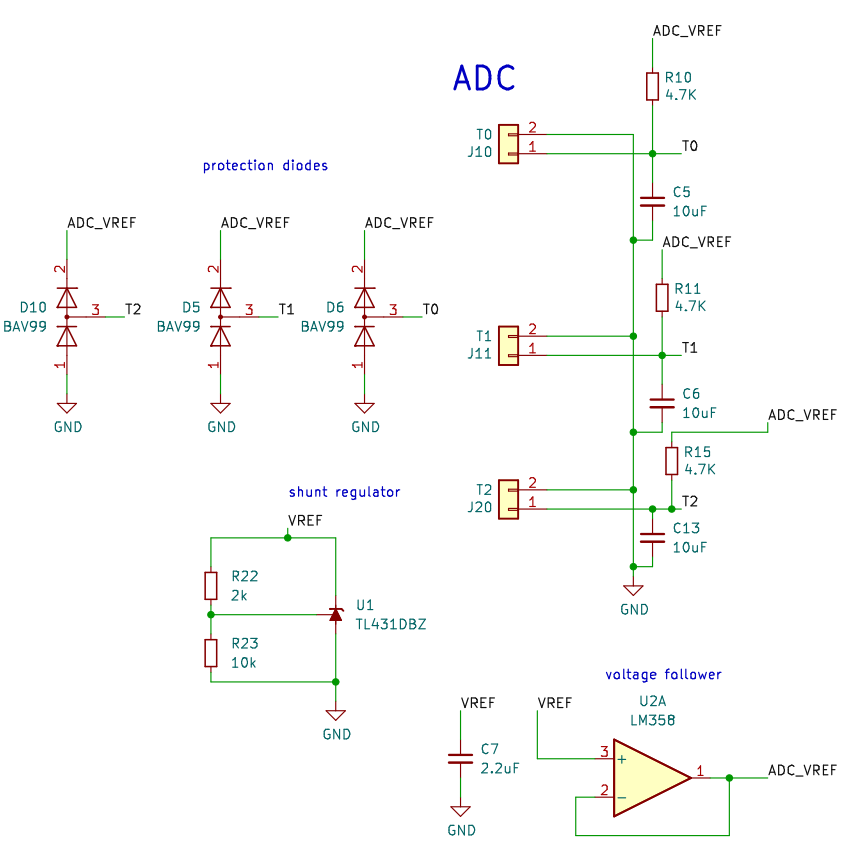 ADC_VREF
ADC
R10
4.7K
T0
J10
2
1
T0
protection diodes
C5
10uF
ADC_VREF
ADC_VREF
ADC_VREF
ADC_VREF
2
2
2
R11
4.7K
D10
BAV99
3
T2
D5
BAV99
3
T1
D6
BAV99
3
T0
T1
J11
2
1
T1
1
1
1
C6
10uF
GND
GND
GND
ADC_VREF
R15
4.7K
shunt regulator
T2
J20
2
1
T2
VREF
C13
10uF
R22
2k
U1
TL431DBZ
GND
R23
10k
voltage follower
VREF
VREF
U2A
LM358
GND
C7
2.2uF
3
+
2
-
1
ADC_VREF
GND